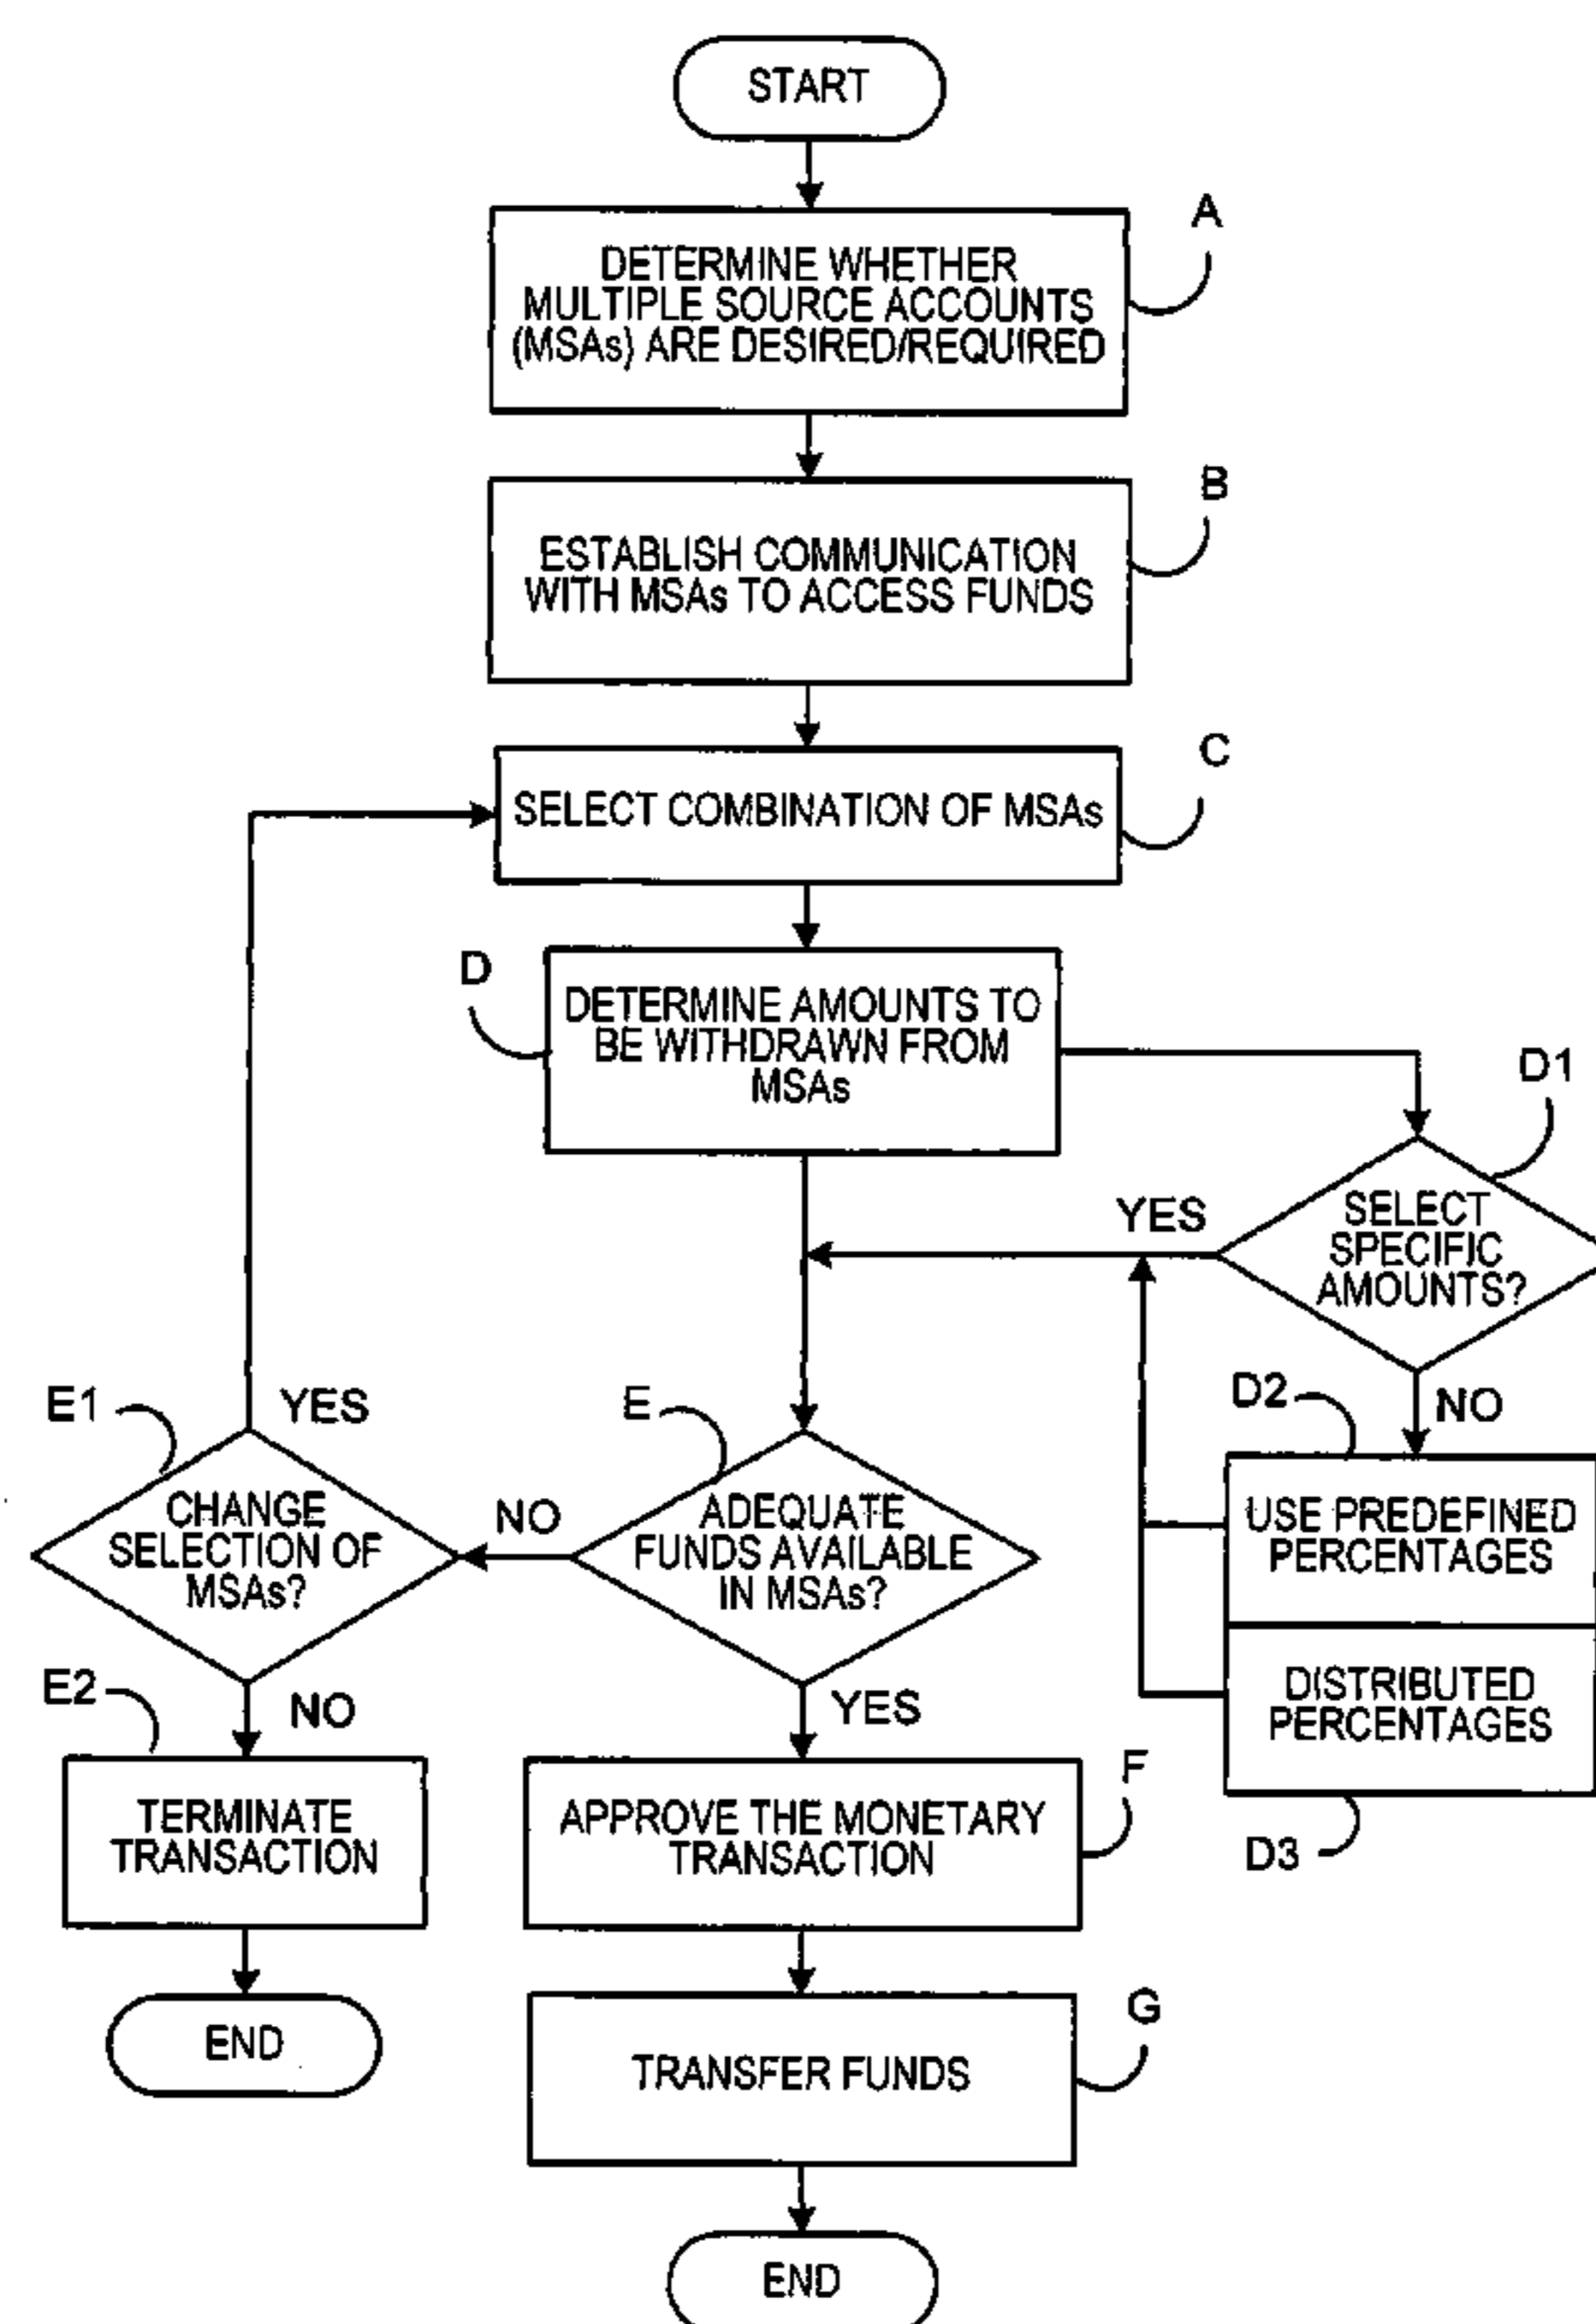 START
A
DETERMINE WHETHER
MULTIPLE SOURCE ACCOUNTS
(MSAs) ARE DESIRED/REQUIRED
B
ESTABLISH COMMUNICATION
WITH MSAs TO ACCESS FUNDS
C
SELECT COMBINATION OF MSAs
D
DETERMINE AMOUNTS TO
BE WITHDRAWN FROM
MSAs
D1
SELECT
SPECIFIC
AMOUNTS?
YES
NO
D2
USE PREDEFINED
PERCENTAGES
DISTRIBUTED
PERCENTAGES
D3
E
ADEQUATE
FUNDS AVAILABLE
IN MSAs?
NO
YES
E1
YES
CHANGE
SELECTION OF
MSAs?
E2
NO
TERMINATE
TRANSACTION
END
F
APPROVE THE MONETARY
TRANSACTION
G
TRANSFER FUNDS
END